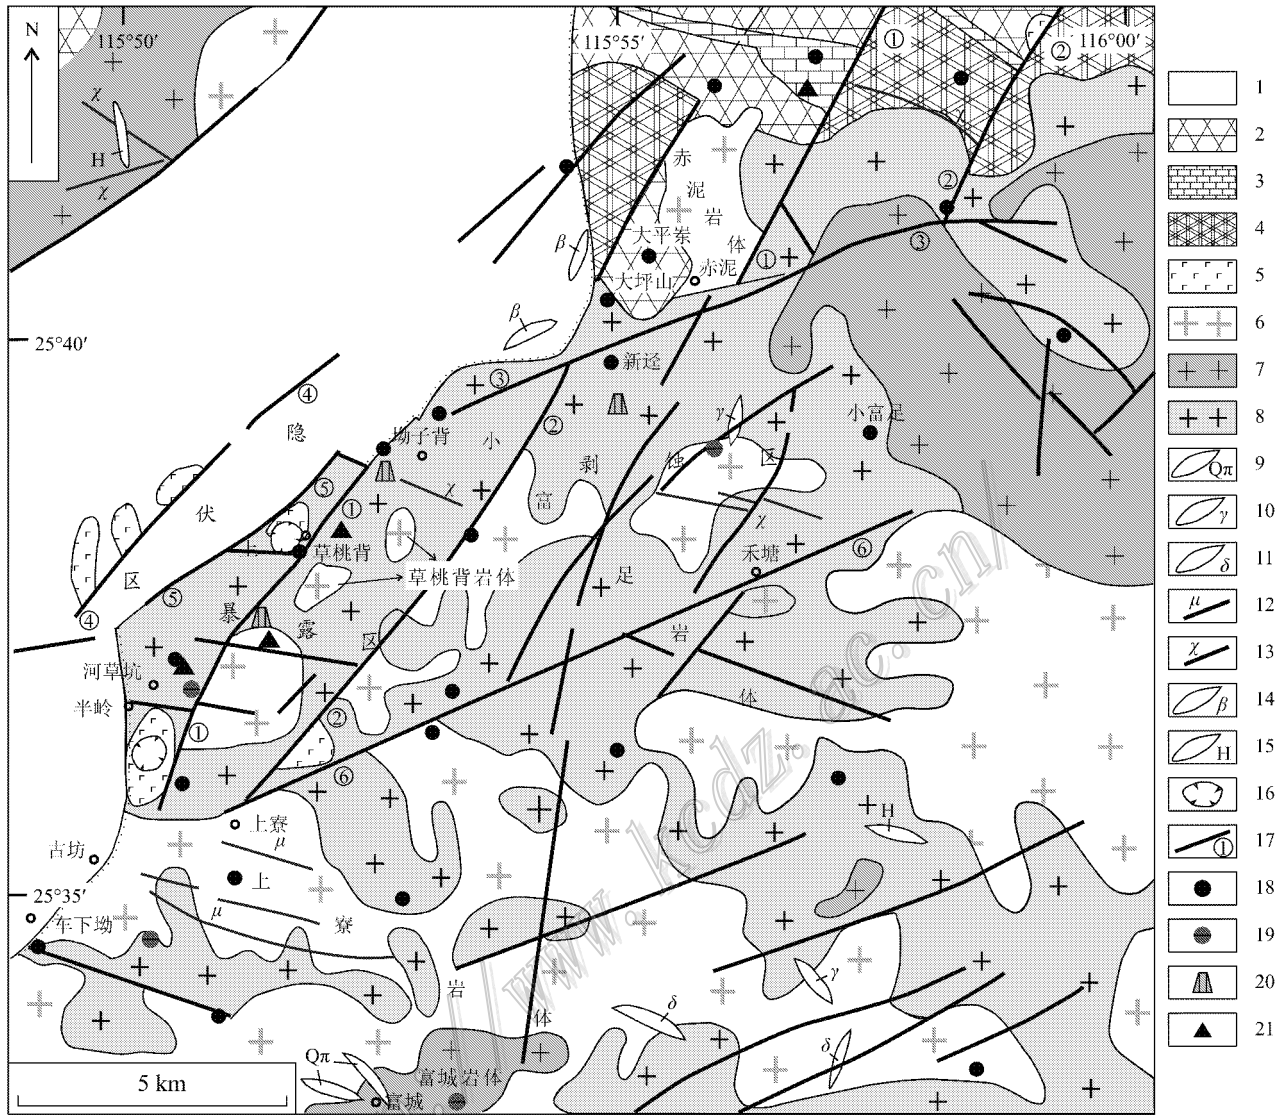 N
115°50′
115°55′
①
②
116°00′
χ
H
χ
赤
泥
岩
体
②
③
β
大平岽
大坪山
①
赤泥
β
25°40′
③
新迳
④
②
γ
小富足
隐
伏
区
坳子背
小
富
足
岩
体
剥
蚀
区
⑤
①
χ
χ
⑥
草桃背
禾塘
草桃背岩体
⑤
④
暴
露
区
河草坑
半岭
①
②
⑥
上寮
μ
古坊
H
25°35′
上
寮
岩
体
μ
车下坳
γ
δ
δ
Qπ
富城岩体
富城
5 km
1
2
3
4
5
6
7
8
Qπ 9
γ 10
δ 11
μ 12
χ 13
β 14
H 15
16
① 17
18
19
20
21
www.kcdz.ac.cn/